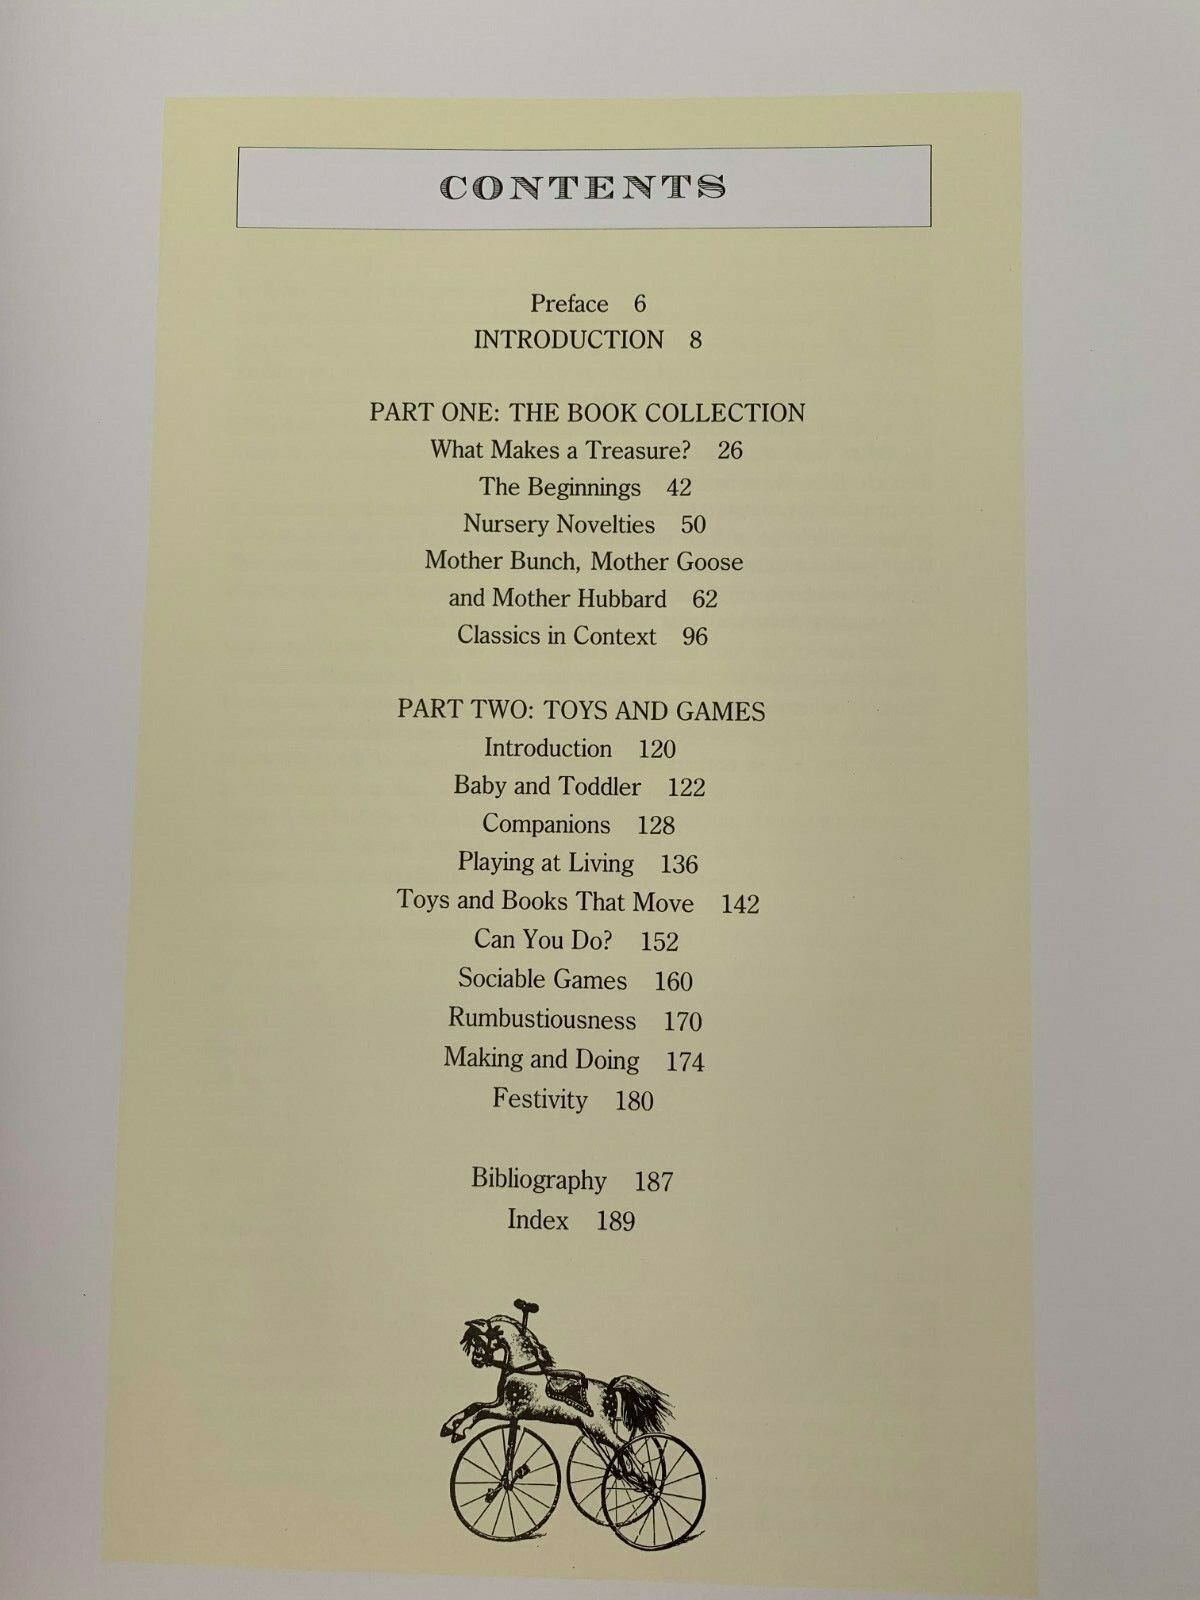 CONTENTS
Preface 6
INTRODUCTION 8
PART ONE: THE BOOK COLLECTION
What Makes a Treasure? 26
The Beginnings 42
Nursery Novelties 50
Mother Bunch, Mother Goose
and Mother Hubbard 62
Classics in Context 96
PART TWO: TOYS AND GAMES
Introduction 120
Baby and Toddler 122
Companions 128
Playing at Living 136
Toys and Books That Move 142
Can You Do? 152
Sociable Games 160
Rumbustiousness 170
Making and Doing 174
Festivity 180
Bibliography 187
Index 189